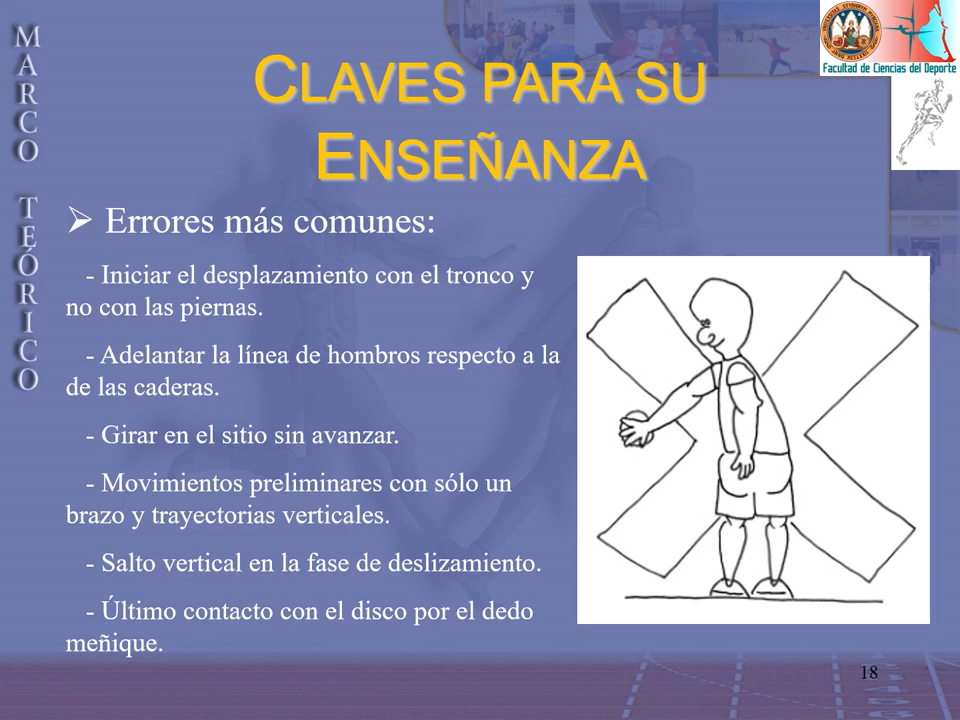 MARCO TEÓRICO
Facultad de Ciencias del Deporte
CLAVES PARA SU
ENSEÑANZA
➢ Errores más comunes:
- Iniciar el desplazamiento con el tronco y
no con las piernas.
- Adelantar la línea de hombros respecto a la
de las caderas.
- Girar en el sitio sin avanzar.
- Movimientos preliminares con sólo un
brazo y trayectorias verticales.
- Salto vertical en la fase de deslizamiento.
- Último contacto con el disco por el dedo
meñique.
18